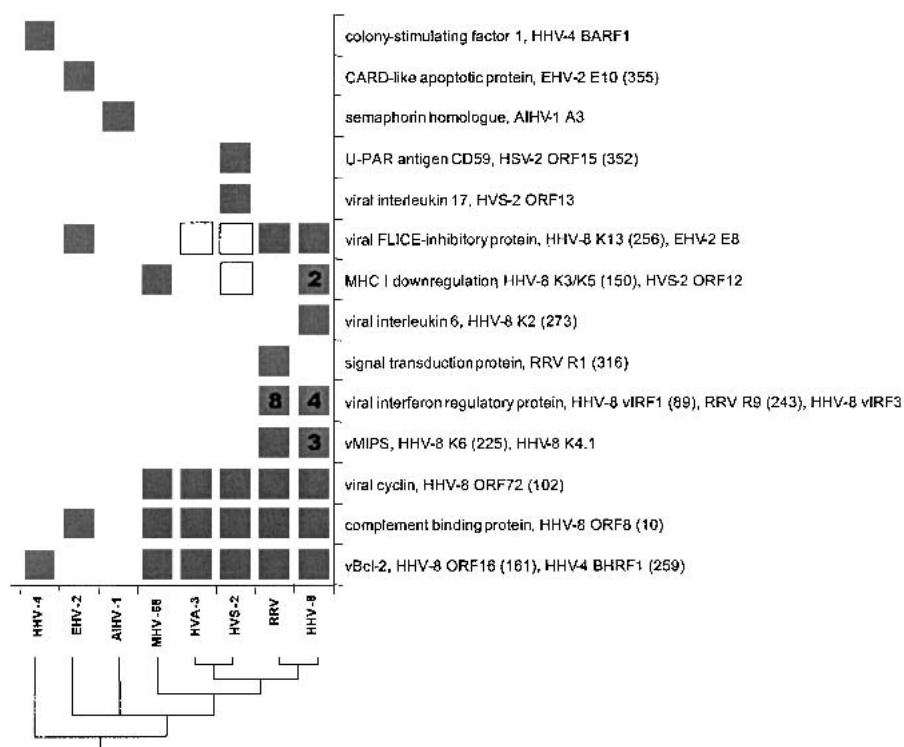 colony-stimulating factor 1, HHV-4 BARF1
CARD-like apoptotic protein, EHV-2 E10 (355)
semaphorin homologue, AIHV-1 A3
U-PAR antigen CD59, HSV-2 ORF15 (352)
viral interleukin 17, HVS-2 ORF13
viral FLICE-inhibitory protein, HHV-8 K13 (256), EHV-2 E8
2 MHC I downregulation, HHV-8 K3/K5 (150), HVS-2 ORF12
viral interleukin 6, HHV-8 K2 (273)
signal transduction protein, RRV R1 (316)
8 4 viral interferon regulatory protein, HHV-8 vIRF1 (89), RRV R9 (243), HHV-8 vIRF3
3 vMIPS, HHV-8 K6 (225), HHV-8 K4.1
viral cyclin, HHV-8 ORF72 (102)
complement binding protein, HHV-8 ORF8 (10)
vBcl-2, HHV-8 ORF16 (161), HHV-4 BHRF1 (259)
HHV-4
EHV-2
AIHV-1
MHV-68
HVA-3
HVS-2
RRV
HHV-8